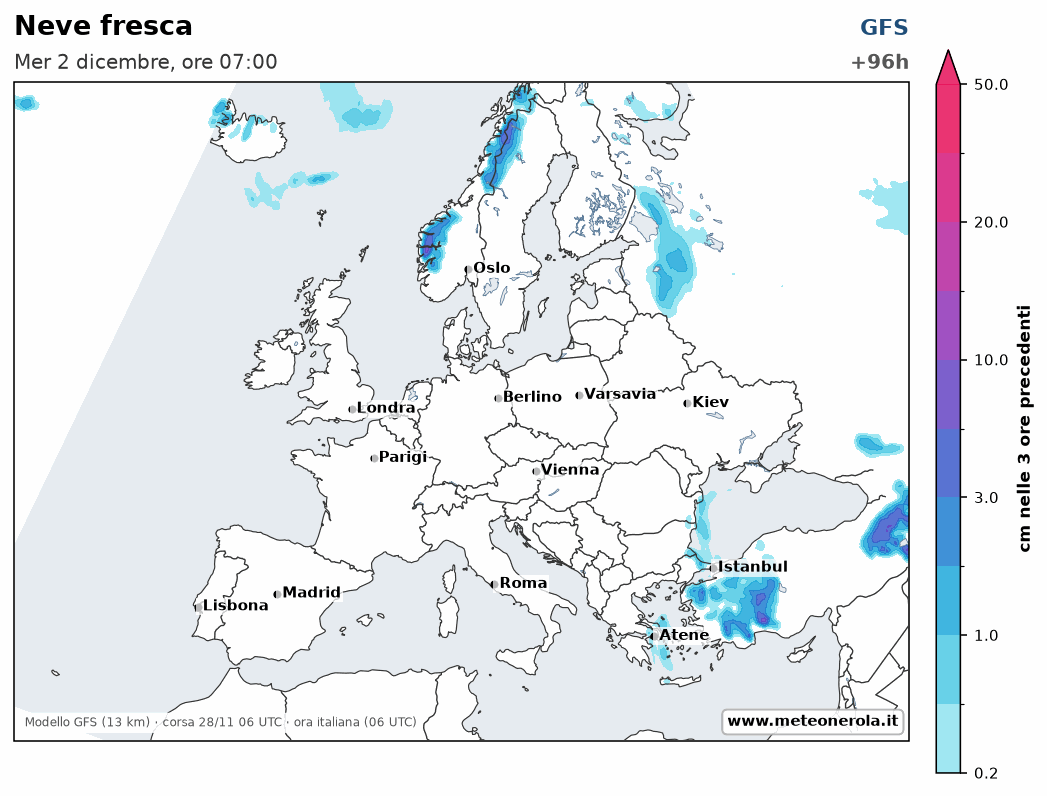 Neve fresca
GFS
Mer 2 dicembre, ore 07:00
+96h
50.0
20.0
10.0
3.0
1.0
0.2
cm nelle 3 ore precedenti
Oslo
Berlino
Varsavia
Kiev
Londra
Parigi
Vienna
Istanbul
Roma
Madrid
Lisbona
Atene
Modello GFS (13 km) · corsa 28/11 06 UTC · ora italiana (06 UTC)
www.meteonerola.it